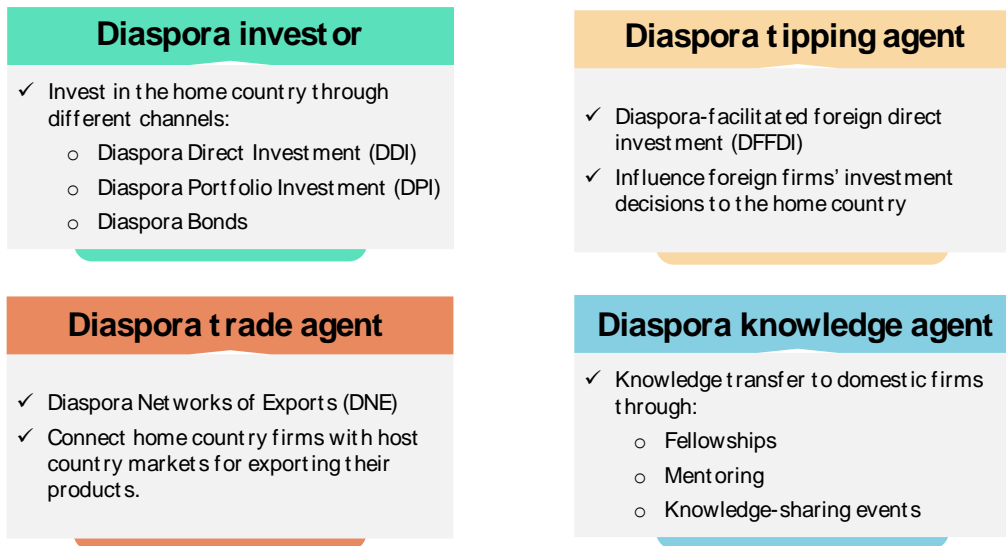 Diaspora investor
✓ Invest in the home country through
different channels:
o Diaspora Direct Investment (DDI)
o Diaspora Portfolio Investment (DPI)
o Diaspora Bonds
Diaspora tipping agent
✓ Diaspora-facilitated foreign direct
investment (DFFDI)
✓ Influence foreign firms' investment
decisions to the home country
Diaspora trade agent
✓ Diaspora Networks of Exports (DNE)
✓ Connect home country firms with host
country markets for exporting their
products.
Diaspora knowledge agent
✓ Knowledge transfer to domestic firms
through:
o Fellowships
o Mentoring
o Knowledge-sharing events